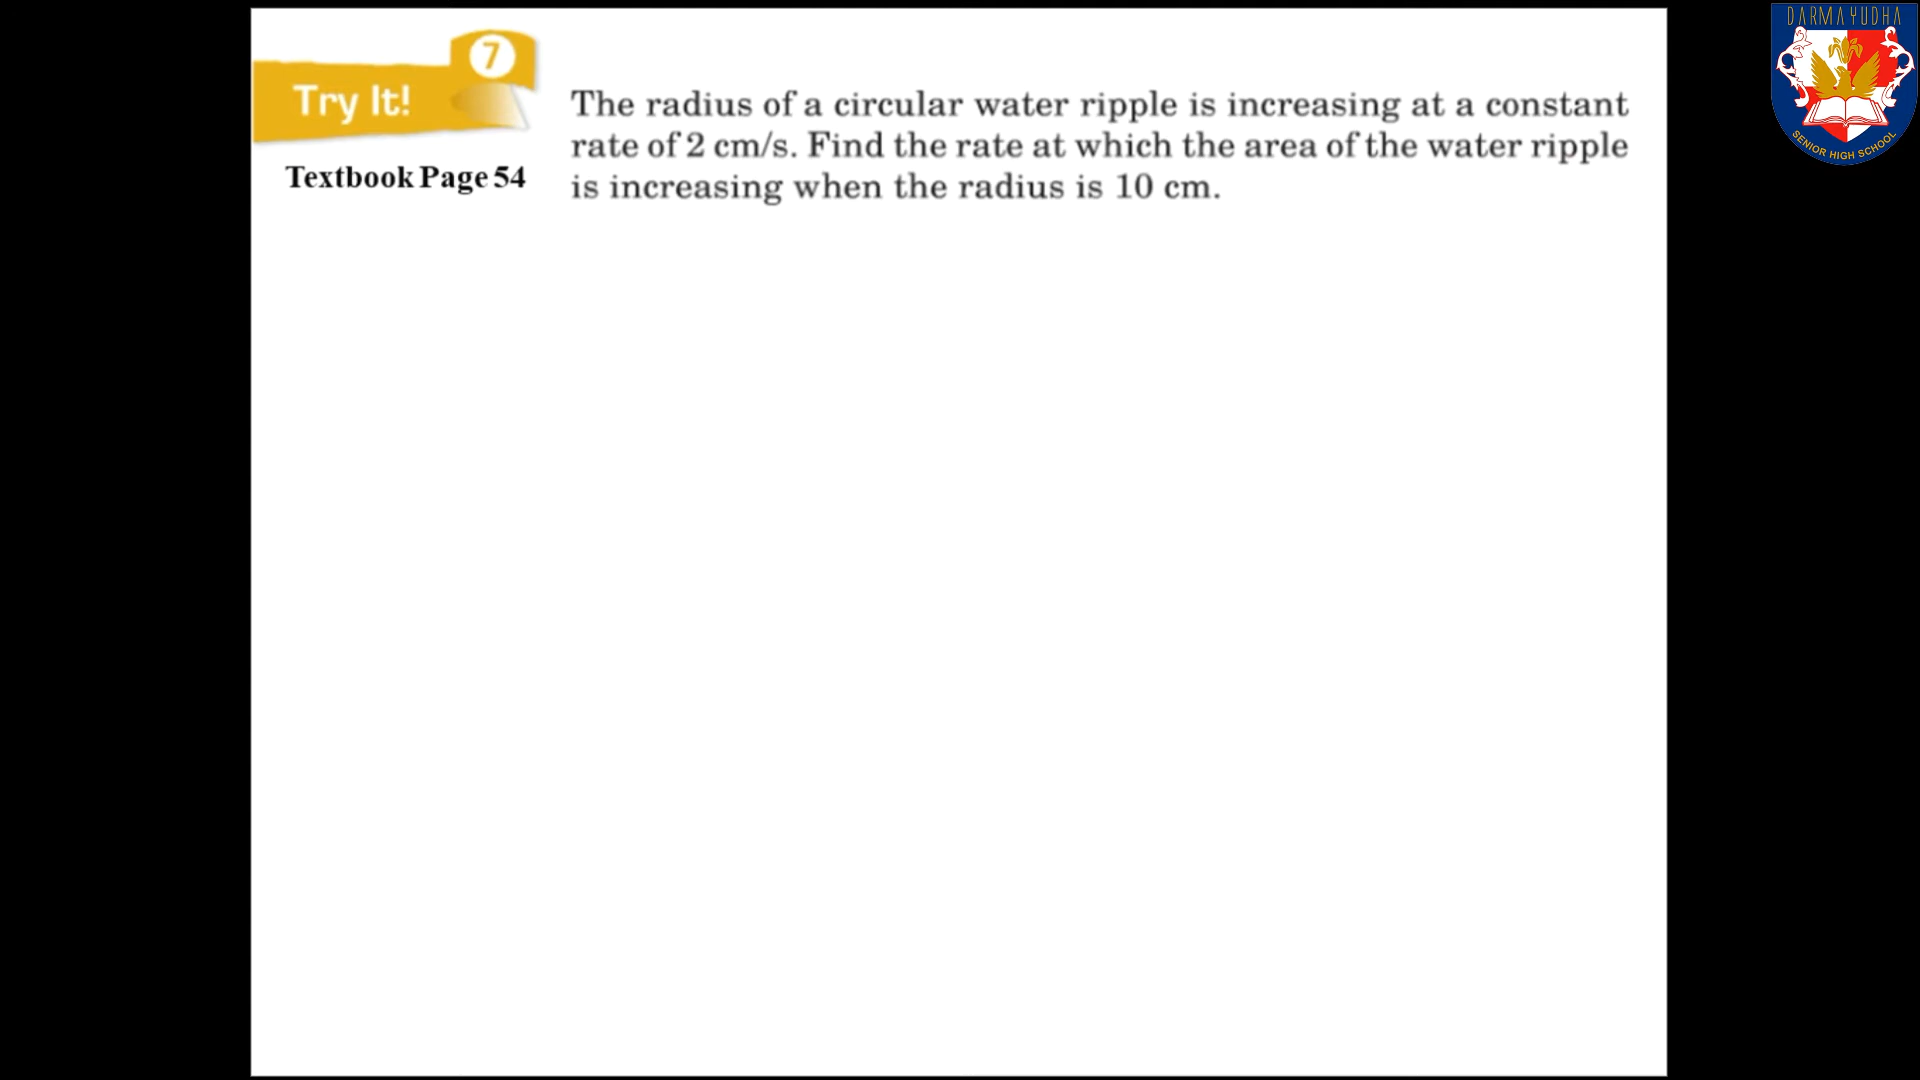 7
Try It!
Textbook Page 54
The radius of a circular water ripple is increasing at a constant
rate of 2 cm/s. Find the rate at which the area of the water ripple
is increasing when the radius is 10 cm.
DARMA YUDHA
SENIOR HIGH SCHOOL